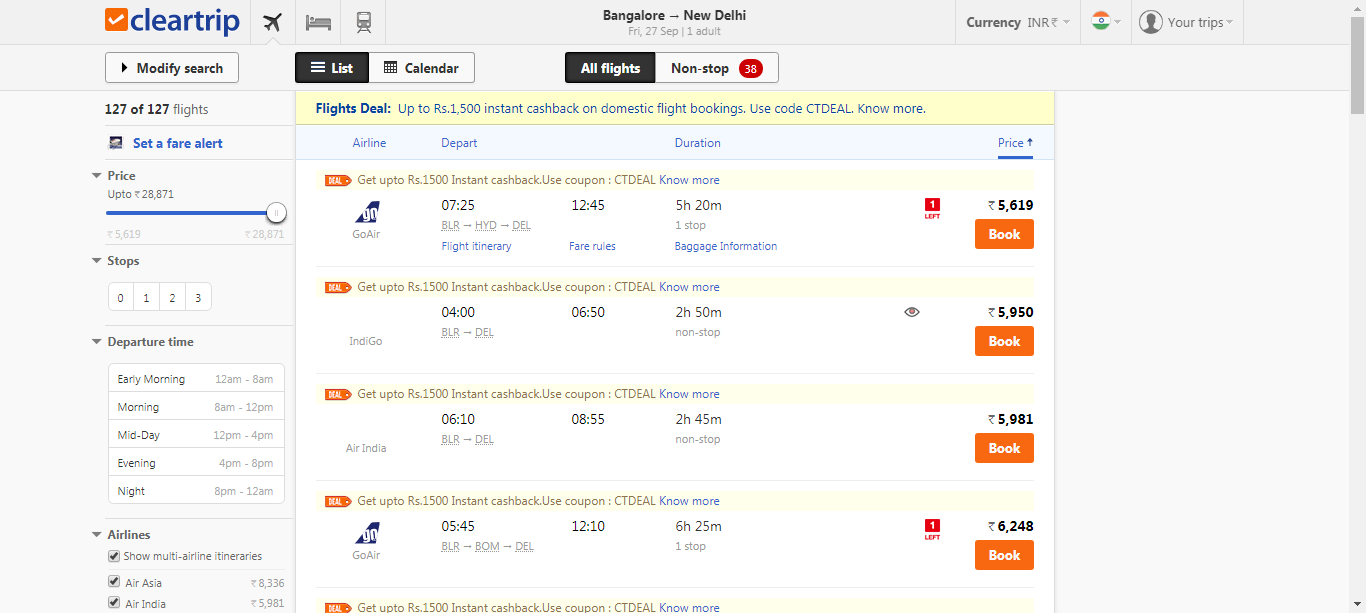 cleartrip
Bangalore → New Delhi
Fri, 27 Sep | 1 adult
Currency INR ₹
Your trips
Modify search
List
Calendar
All flights
Non-stop 38
127 of 127 flights
Set a fare alert
Price
Upto ₹ 28,871
₹ 5,619 ₹ 28,871
Stops
0 1 2 3
Departure time
Early Morning 12am - 8am
Morning 8am - 12pm
Mid-Day 12pm - 4pm
Evening 4pm - 8pm
Night 8pm - 12am
Airlines
Show multi-airline itineraries
Air Asia ₹ 8,336
Air India ₹ 5,981
Flights Deal: Up to Rs.1,500 instant cashback on domestic flight bookings. Use code CTDEAL. Know more.
Airline Depart Duration Price ↑
DEAL Get upto Rs.1500 Instant cashback.Use coupon : CTDEAL Know more
go 07:25 12:45 5h 20m 1 ₹ 5,619
GoAir BLR → HYD → DEL 1 stop LEFT Book
Flight itinerary Fare rules Baggage Information
DEAL Get upto Rs.1500 Instant cashback.Use coupon : CTDEAL Know more
04:00 06:50 2h 50m ₹ 5,950
IndiGo BLR → DEL non-stop Book
DEAL Get upto Rs.1500 Instant cashback.Use coupon : CTDEAL Know more
06:10 08:55 2h 45m ₹ 5,981
Air India BLR → DEL non-stop Book
DEAL Get upto Rs.1500 Instant cashback.Use coupon : CTDEAL Know more
go 05:45 12:10 6h 25m 1 ₹ 6,248
GoAir BLR → BOM → DEL 1 stop LEFT Book
DEAL Get upto Rs.1500 Instant cashback.Use coupon : CTDEAL Know more